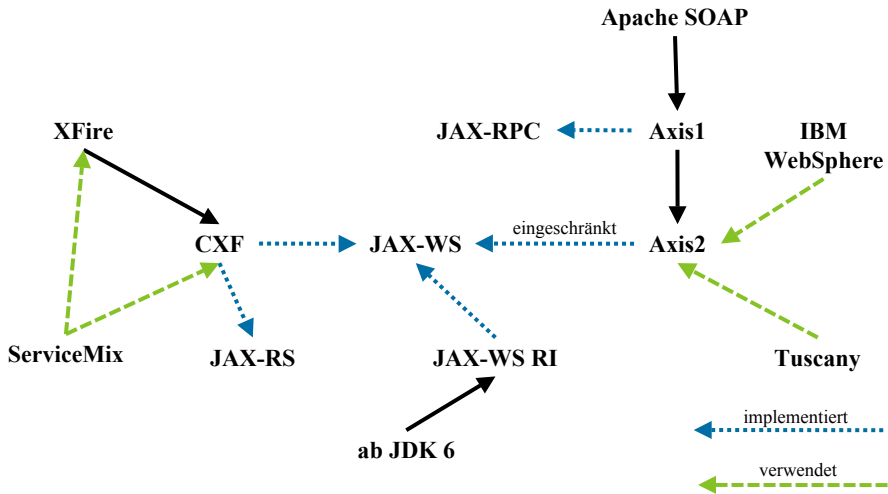 Apache SOAP
XFire
JAX-RPC
Axis1
IBM
WebSphere
CXF
JAX-WS
eingeschränkt
Axis2
ServiceMix
JAX-RS
JAX-WS RI
Tuscany
ab JDK 6
implementiert
verwendet